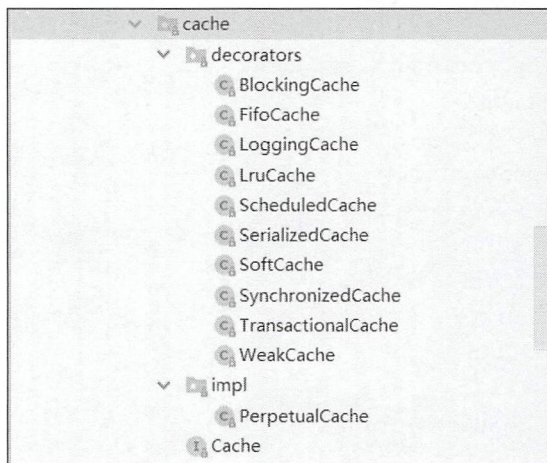 cache
decorators
BlockingCache
FifoCache
LoggingCache
LruCache
ScheduledCache
SerializedCache
SoftCache
SynchronizedCache
TransactionalCache
WeakCache
impl
PerpetualCache
Cache